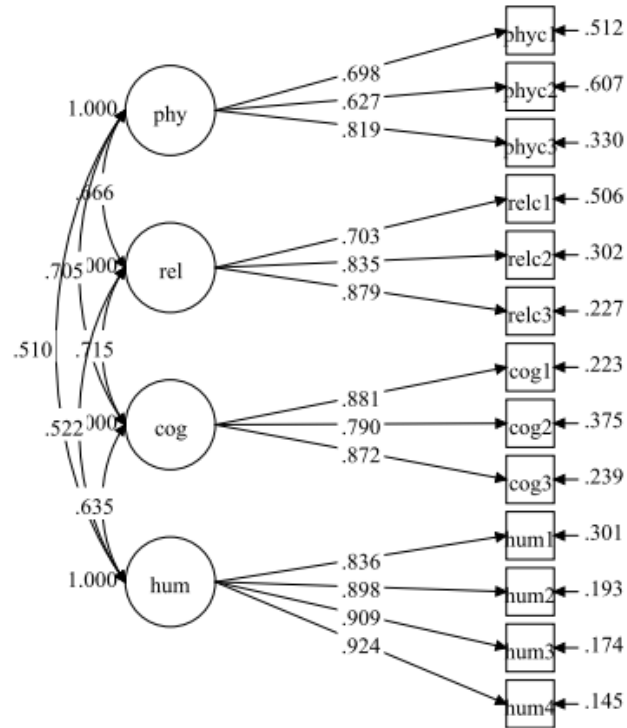 phyc1
.512
1.000
.698
phyc2
.607
phy
.627
.819
phyc3
.330
relc1
.506
.666
.703
relc2
.302
.705
rel
.835
.879
relc3
.227
.510
.715
cog1
.223
.881
cog2
.375
.522
cog
.790
.872
cog3
.239
.635
hum1
.301
.836
1.000
hum
.898
hum2
.193
.909
hum3
.174
.924
hum4
.145